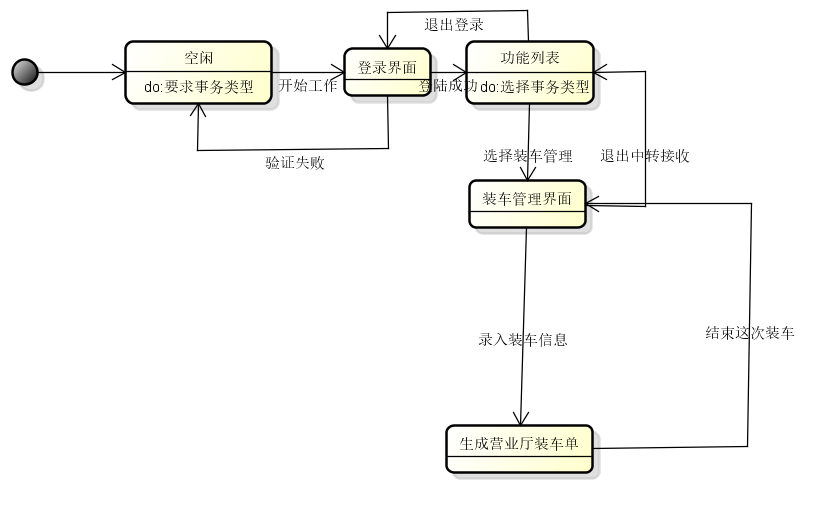 退出登录
空闲
登录界面
功能列表
do:要求事务类型
开始工作
登陆成功
do:选择事务类型
验证失败
选择装车管理
退出中转接收
装车管理界面
录入装车信息
结束这次装车
生成营业厅装车单